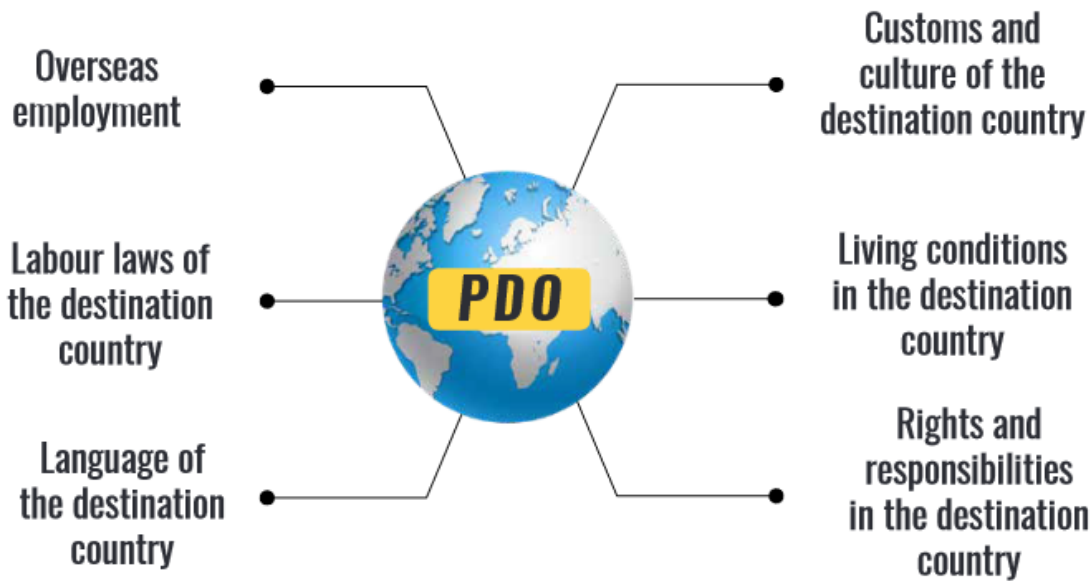 Overseas
employment
Labour laws of
the destination
country
Language of
the destination
country
PDO
Customs and
culture of the
destination country
Living conditions
in the destination
country
Rights and
responsibilities
in the destination
country